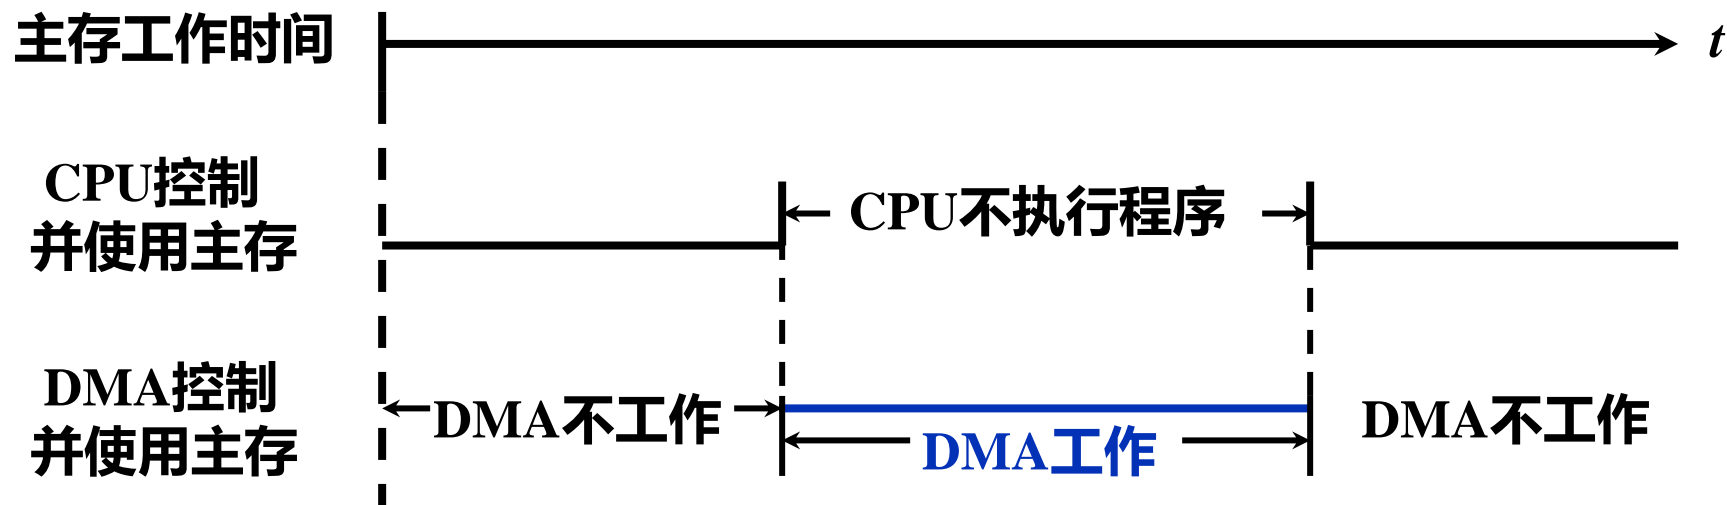 主存工作时间
t
CPU控制
并使用主存
CPU不执行程序
DMA控制
并使用主存
DMA不工作
DMA工作
DMA不工作